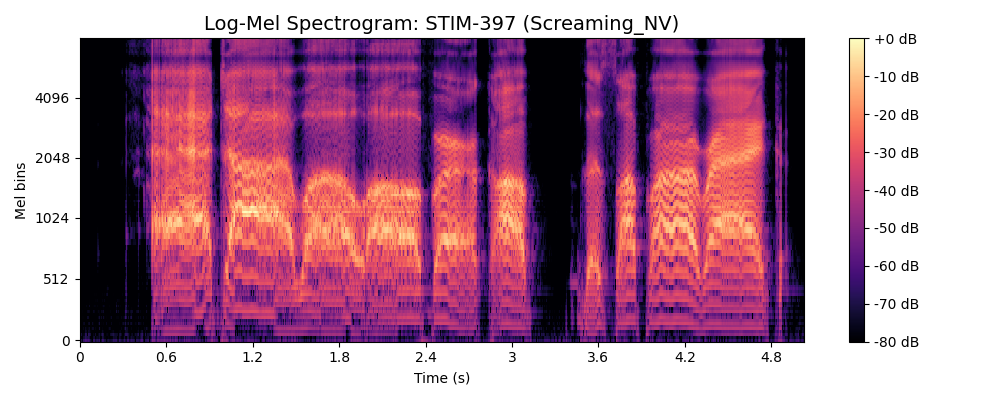 Log-Mel Spectrogram: STIM-397 (Screaming_NV)
Mel bins
4096
2048
1024
512
0
0 0.6 1.2 1.8 2.4 3 3.6 4.2 4.8
Time (s)
+0 dB
-10 dB
-20 dB
-30 dB
-40 dB
-50 dB
-60 dB
-70 dB
-80 dB